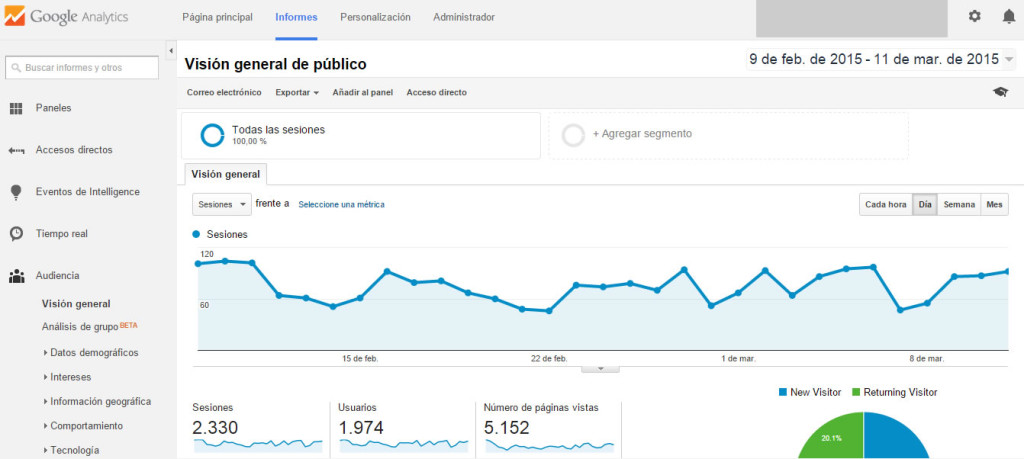 Google Analytics
Página principal
Informes
Personalización
Administrador
Buscar informes y otros
Paneles
Accesos directos
Eventos de Intelligence
Tiempo real
Audiencia
Visión general
Análisis de grupo BETA
Datos demográficos
Intereses
Información geográfica
Comportamiento
Tecnología
Visión general de público
9 de feb. de 2015 - 11 de mar. de 2015
Correo electrónico
Exportar
Añadir al panel
Acceso directo
Todas las sesiones
100,00 %
+ Agregar segmento
Visión general
Sesiones
frente a
Seleccione una métrica
Cada hora
Día
Semana
Mes
Sesiones
120
60
15 de feb.
22 de feb.
1 de mar.
8 de mar.
Sesiones
2.330
Usuarios
1.974
Número de páginas vistas
5.152
New Visitor
Returning Visitor
20.1%